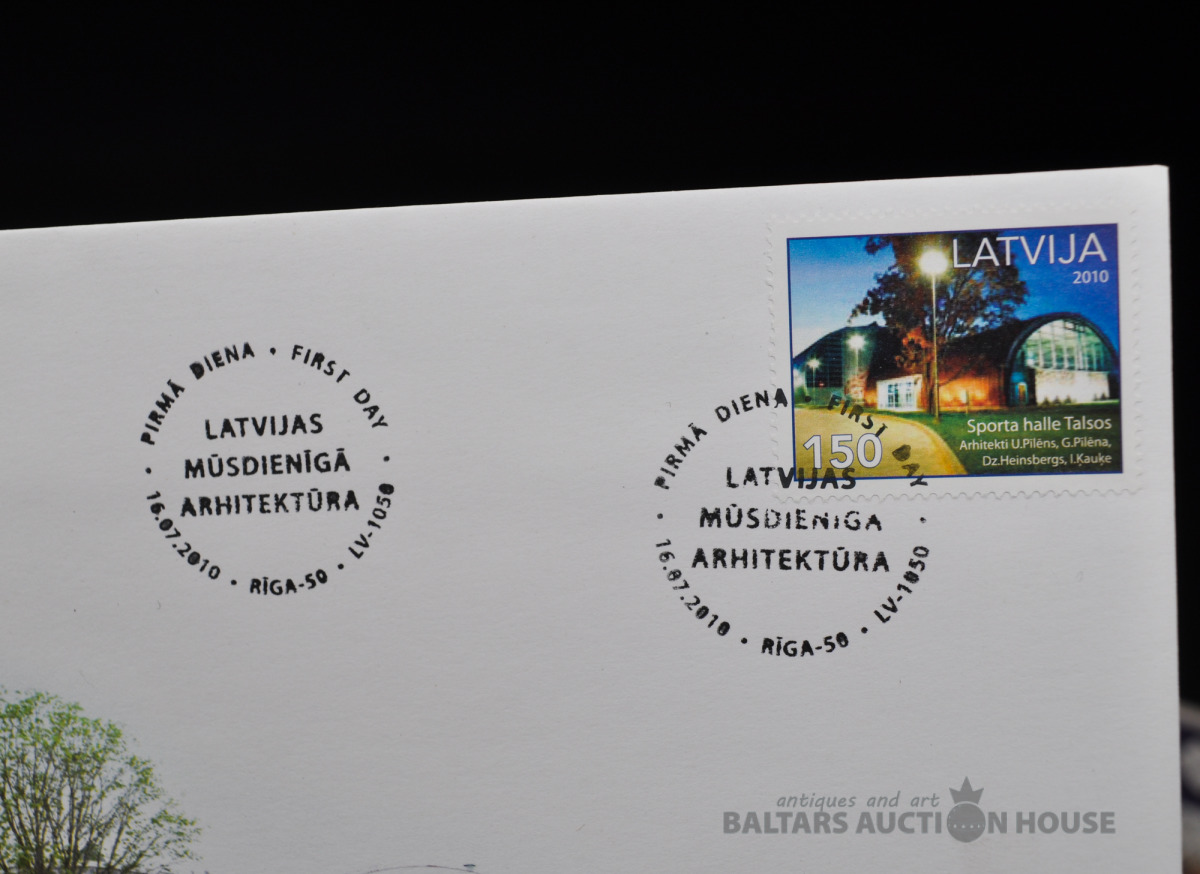 LATVIJA
2010
Sporta halle Talsos
Arhitekti U.Pīlēns, G.Pīlēna,
Dz.Heinsbergs, I.Kauķe
150
PIRMĀ DIENA • FIRST DAY
LATVIJAS
MŪSDIENĪGĀ
ARHITEKTŪRA
• 16.07.2010 • RĪGA-50 • LV-1050 •
PIRMĀ DIENA • FIRST DAY
LATVIJAS
MŪSDIENĪGĀ
ARHITEKTŪRA
• 16.07.2010 • RĪGA-50 • LV-1050 •
antiques and art
BALTARS AUCTION HOUSE